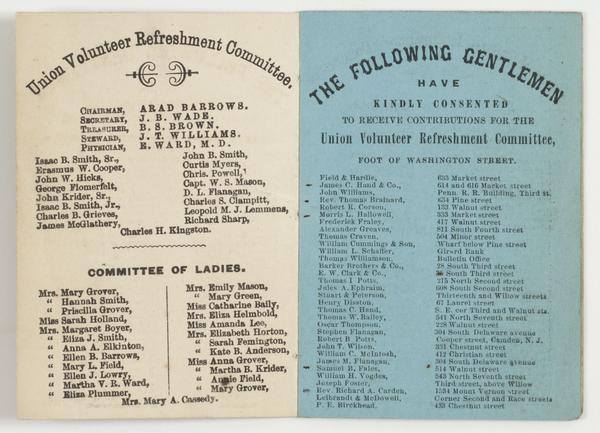 Union Volunteer Refreshment Committee.
CHAIRMAN, ARAD BARROWS.
SECRETARY, J. B. WADE.
TREASURER, B. S. BROWN.
STEWARD, J. T. WILLIAMS.
PHYSICIAN, E. WARD, M. D.
Isaac B. Smith, Sr.,
Erasmus W. Cooper,
John W. Hicks,
George Flomerfelt,
John Krider, Sr.,
Isaac B. Smith, Jr.,
Charles B. Grieves,
James McGlathery,
John B. Smith,
Curtis Myers,
Chris. Powell,
Capt. W. S. Mason,
D. L. Flanagan,
Charles S. Clampitt,
Leopold M. J. Lemmens,
Richard Sharp,
Charles H. Kingston.
COMMITTEE OF LADIES.
Mrs. Mary Grover,
“ Hannah Smith,
“ Priscilla Grover,
Miss Sarah Holland,
Mrs. Margaret Boyer,
“ Eliza J. Smith,
“ Anna A. Elkinton,
“ Ellen B. Barrows,
“ Mary L. Field,
“ Ellen J. Lowry,
“ Martha V. R. Ward,
“ Eliza Plummer,
Mrs. Emily Mason,
“ Mary Green,
Miss Catharine Baily,
Mrs. Eliza Helmbold,
Miss Amanda Lee,
Mrs. Elizabeth Horton,
“ Sarah Femington,
“ Kate B. Anderson,
Miss Anna Grover,
“ Martha B. Krider,
“ Annie Field,
“ Mary Grover,
Mrs. Mary A. Cassedy.
THE FOLLOWING GENTLEMEN
HAVE
KINDLY CONSENTED
TO RECEIVE CONTRIBUTIONS FOR THE
Union Volunteer Refreshment Committee,
FOOT OF WASHINGTON STREET.
Field & Hardie, 633 Market street
James C. Hand & Co., 614 and 616 Market street
John Williams, Penn. R. R. Building, Third st.
Rev. Thomas Brainard, 634 Pine street
Robert R. Corson, 133 Walnut street
Morris L. Hallowell, 333 Market street
Frederick Fraley, 417 Walnut street
Alexander Greaves, 811 South Fourth street
Thomas Craven, 504 Minor street
William Cummings & Son, Wharf below Pine street
William L. Schaffer, Girard Bank
Thomas Williamson, Bulletin Office
Barker Brothers & Co., 28 South Third street
E. W. Clark & Co., South Third street
Thomas T. Potts, 215 North Second street
Jules A. Ephraim, 608 South Second street
Stuart & Peterson, Thirteenth and Willow streets
Henry Disston, 67 Laurel street
Thomas C. Hand, S. E. cor Third and Walnut sts.
Thomas W. Bailey, 541 North Seventh street
Oscar Thompson, 228 Walnut street
Stephen Flanagan, 304 South Delaware avenue
Robert B. Potts, Cooper street, Camden, N. J.
John T. Wilson, 331 Chestnut street
William C. McIntosh, 412 Christian street
James M. Flanagan, 304 South Delaware avenue
Samuel R. Fales, 514 Walnut street
William H. Vogdes, 543 North Seventh street
Joseph Foster, Third street, above Willow
Rev. Richard A. Carden, 1534 Mount Vernon street
Leibrandt & McDowell, Corner Second and Race streets
P. E. Birckhead, 433 Chestnut street